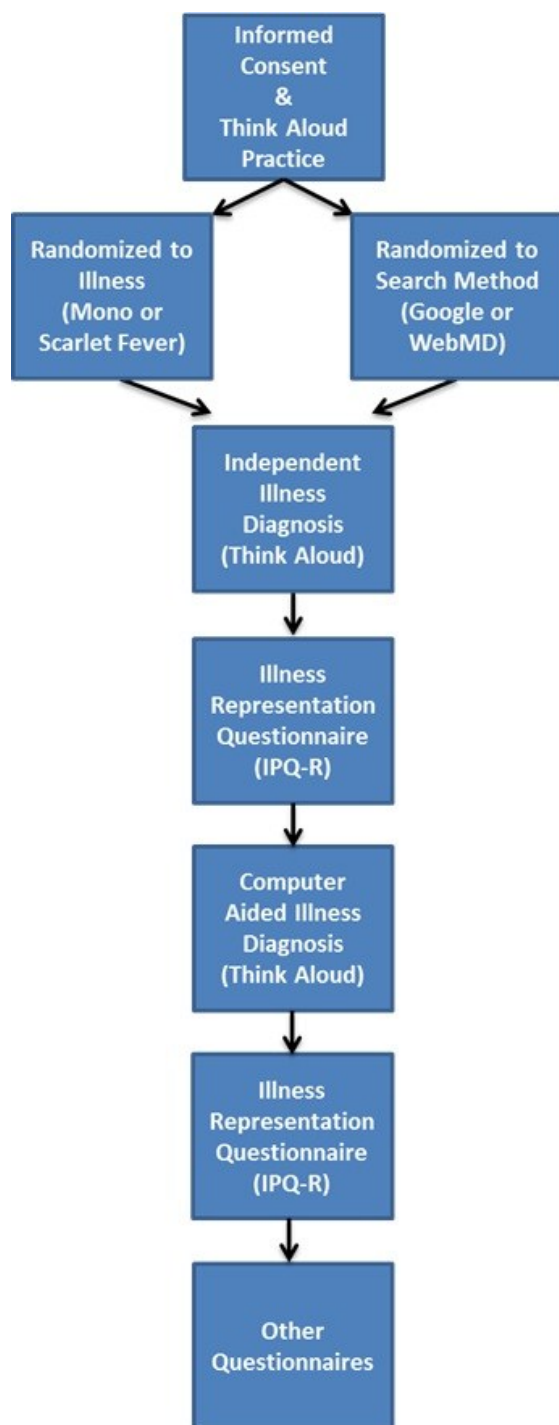 Informed
Consent
&
Think Aloud
Practice
Randomized to
Illness
(Mono or
Scarlet Fever)
Randomized to
Search Method
(Google or
WebMD)
Independent
Illness
Diagnosis
(Think Aloud)
Illness
Representation
Questionnaire
(IPQ-R)
Computer
Aided Illness
Diagnosis
(Think Aloud)
Illness
Representation
Questionnaire
(IPQ-R)
Other
Questionnaires